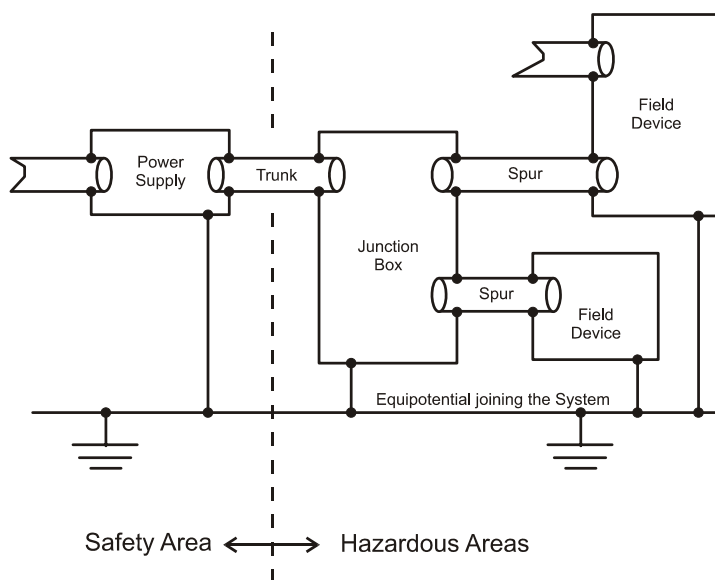 Field
Device
Power
Supply
Trunk
Spur
Junction
Box
Spur
Field
Device
Equipotential joining the System
Safety Area
Hazardous Areas